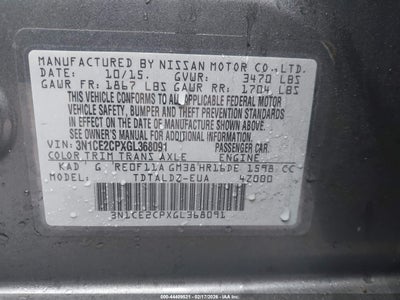 MANUFACTURED BY NISSAN MOTOR CO.,LTD.
DATE: 10/15. GVWR: 3470 LBS
GAWR FR: 1867 LBS GAWR RR: 1704 LBS
THIS VEHICLE CONFORMS TO ALL APPLICABLE FEDERAL MOTOR
VEHICLE SAFETY, BUMPER, AND THEFT PREVENTION
STANDARDS IN EFFECT ON THE DATE OF
MANUFACTURE SHOWN ABOVE.
SEE OWNER'S MANUAL FOR ADDITIONAL INFORMATION.
VIN: 3N1CE2CPXGL368091 PASSENGER CAR
COLOR TRIM TRANS AXLE ENGINE
KAD G RE0F11A GM38 HR16DE 1598 CC
MODEL TDTALDZ-EUA 4Z000
3N1CE2CPXGL368091
000-44409531 - 02/17/2026 - IAAI.COM